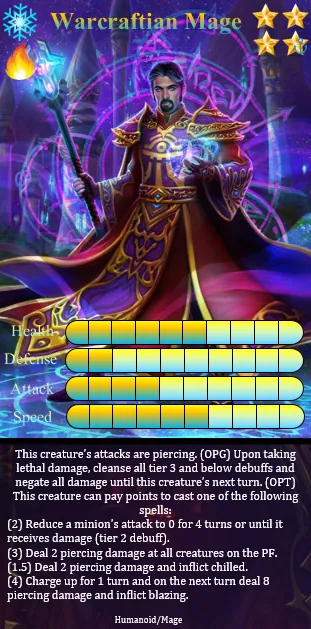 Warcraftian Mage
Health
Defense
Attack
Speed
This creature's attacks are piercing. (OPG) Upon taking
lethal damage, cleanse all tier 3 and below debuffs and
negate all damage until this creature's next turn. (OPT)
This creature can pay points to cast one of the following
spells:
(2) Reduce a minion's attack to 0 for 4 turns or until it
receives damage (tier 2 debuff).
(3) Deal 2 piercing damage at all creatures on the PF.
(1.5) Deal 2 piercing damage and inflict chilled.
(4) Charge up for 1 turn and on the next turn deal 8
piercing damage and inflict blazing.
Humanoid/Mage